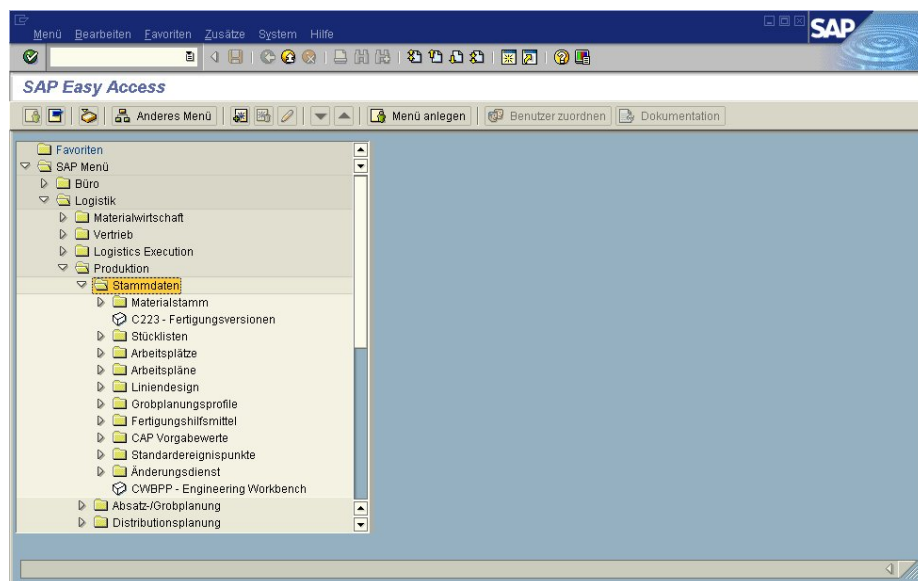 Menü Bearbeiten Favoriten Zusätze System Hilfe
SAP
SAP Easy Access
Anderes Menü Menü anlegen Benutzer zuordnen Dokumentation
Favoriten
SAP Menü
Büro
Logistik
Materialwirtschaft
Vertrieb
Logistics Execution
Produktion
Stammdaten
Materialstamm
C223 - Fertigungsversionen
Stücklisten
Arbeitsplätze
Arbeitspläne
Liniendesign
Grobplanungsprofile
Fertigungshilfsmittel
CAP Vorgabewerte
Standardereignispunkte
Änderungsdienst
CWBPP - Engineering Workbench
Absatz-/Grobplanung
Distributionsplanung